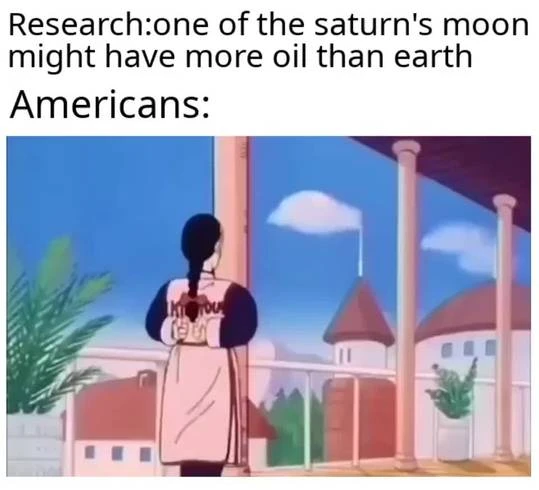 Research:one of the saturn's moon
might have more oil than earth
Americans: